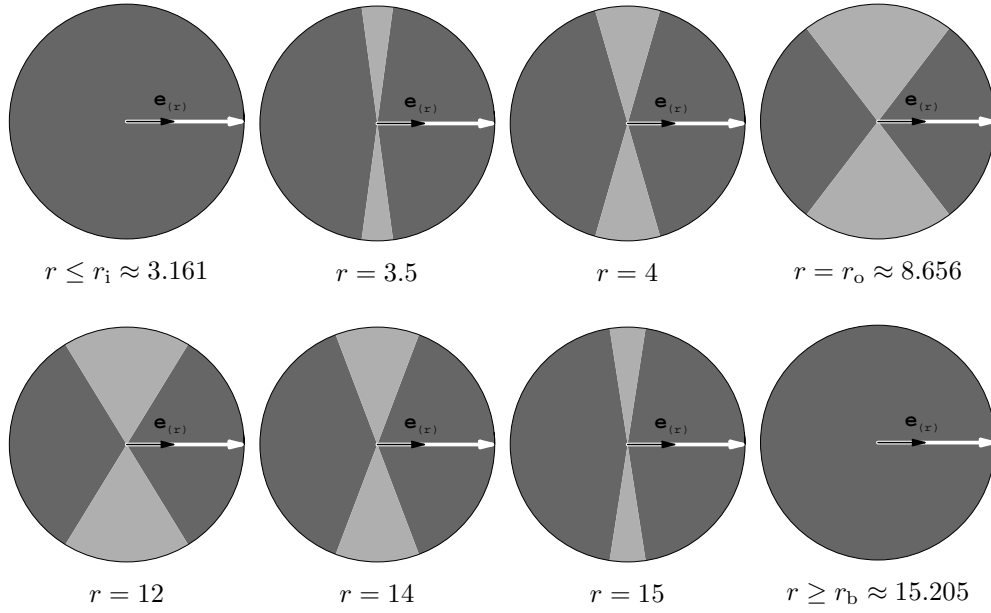 e(r) e(r) e(r) e(r)
r ≤ rᵢ ≈ 3.161 r = 3.5 r = 4 r = rₒ ≈ 8.656
e(r) e(r) e(r) e(r)
r = 12 r = 14 r = 15 r ≥ r_b ≈ 15.205